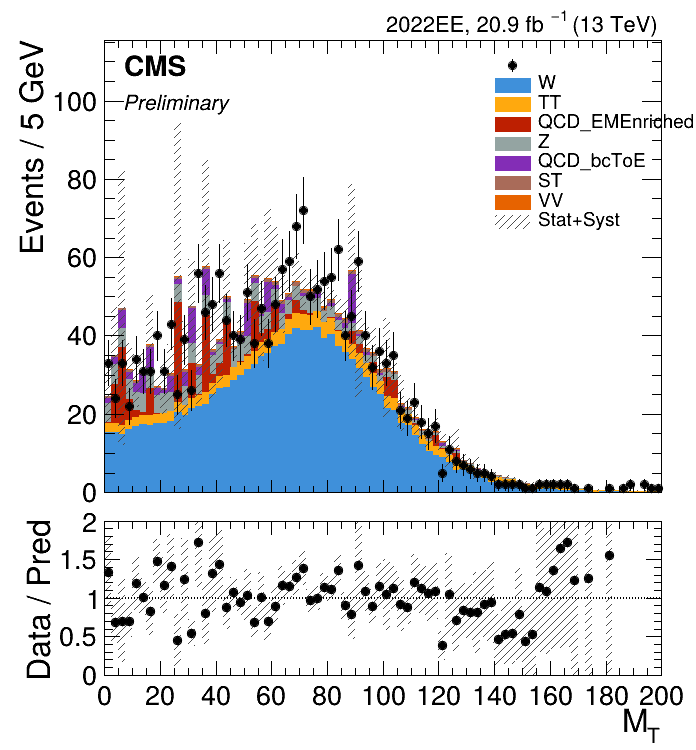 2022EE, 20.9 fb ⁻¹ (13 TeV)
CMS
Preliminary
W
TT
QCD_EMEnriched
Z
QCD_bcToE
ST
VV
Stat+Syst
Events / 5 GeV
100
80
60
40
20
0
Data / Pred
2
1.5
1
0.5
0
0 20 40 60 80 100 120 140 160 180 200
M_T